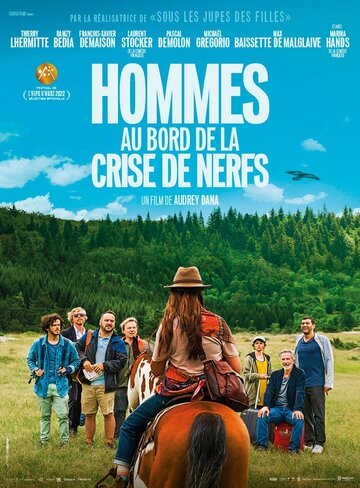 PAR LA RÉALISATRICE DE «SOUS LES JUPES DES FILLES»
THIERRY LHERMITTE
RAMZY BEDIA
FRANÇOIS-XAVIER DEMAISON
LAURENT STOCKER
DE LA COMÉDIE FRANÇAISE
PASCAL DEMOLON
MICHAËL GREGORIO
MAX BAISSETTE DE MALGLAIVE
ET AVEC
MARINA HANDS
DE LA COMÉDIE FRANÇAISE
FESTIVAL DE
L'ALPE D'HUEZ 2022
SÉLECTION OFFICIELLE
HOMMES
AU BORD DE LA
CRISE DE NERFS
UN FILM DE AUDREY DANA